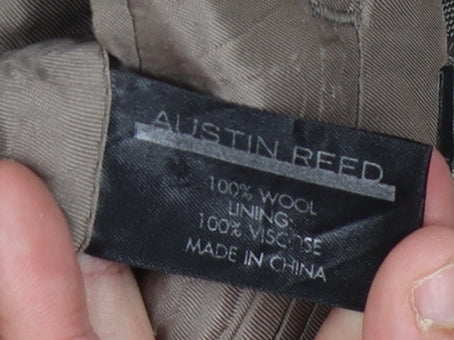 AUSTIN REED
100% WOOL
LINING:
100% VISCOSE
MADE IN CHINA